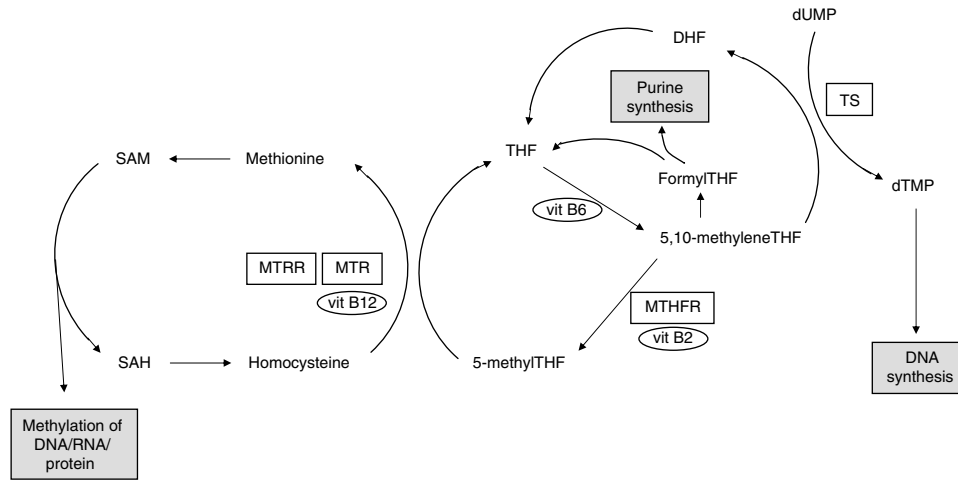 dUMP
DHF
Purine
synthesis
TS
THF
SAM
Methionine
FormylTHF
dTMP
vit B6
5,10-methyleneTHF
MTRR
MTR
vit B12
MTHFR
vit B2
SAH
Homocysteine
5-methylTHF
DNA
synthesis
Methylation of
DNA/RNA/
protein